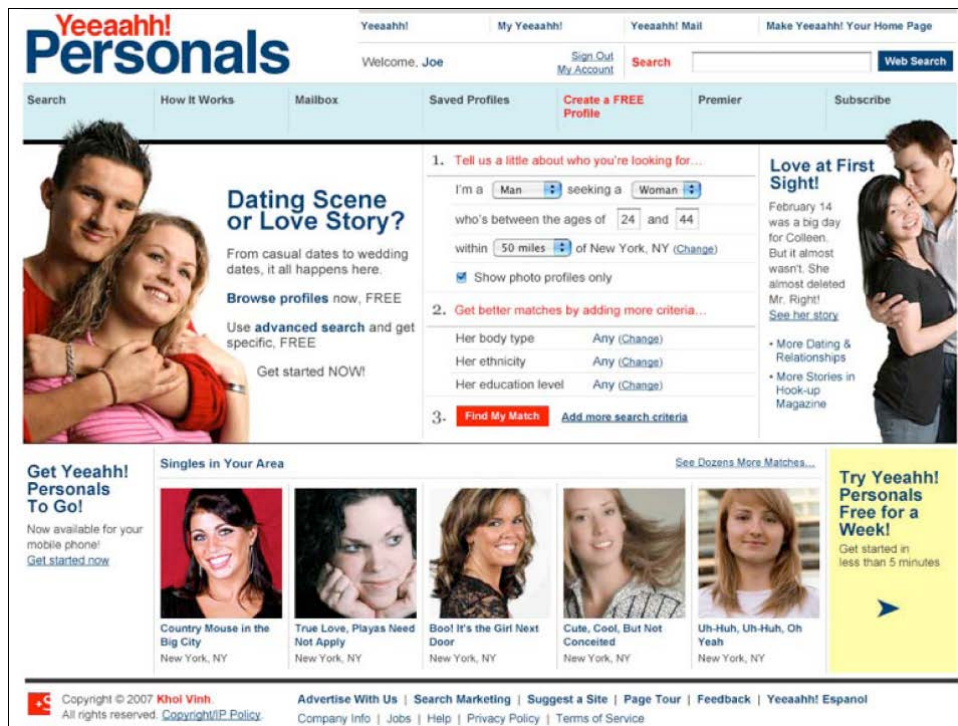 Yeeaahh!
Personals
Yeeaahh!
My Yeeaahh!
Yeeaahh! Mail
Make Yeeaahh! Your Home Page
Welcome, Joe
Sign Out
My Account
Search
Web Search
Search
How It Works
Mailbox
Saved Profiles
Create a FREE
Profile
Premier
Subscribe
Dating Scene
or Love Story?
From casual dates to wedding
dates, it all happens here.
Browse profiles now, FREE
Use advanced search and get
specific, FREE
Get started NOW!
1. Tell us a little about who you're looking for...
I'm a Man seeking a Woman
who's between the ages of 24 and 44
within 50 miles of New York, NY (Change)
Show photo profiles only
2. Get better matches by adding more criteria...
Her body type Any (Change)
Her ethnicity Any (Change)
Her education level Any (Change)
3. Find My Match Add more search criteria
Love at First
Sight!
February 14
was a big day
for Colleen.
But it almost
wasn't. She
almost deleted
Mr. Right!
See her story
• More Dating &
Relationships
• More Stories in
Hook-up
Magazine
Get Yeeahh!
Personals
To Go!
Now available for your
mobile phone!
Get started now
Singles in Your Area
See Dozens More Matches...
Country Mouse in the
Big City
New York, NY
True Love, Playas Need
Not Apply
New York, NY
Boo! It's the Girl Next
Door
New York, NY
Cute, Cool, But Not
Conceited
New York, NY
Uh-Huh, Uh-Huh, Oh
Yeah
New York, NY
Try Yeeahh!
Personals
Free for a
Week!
Get started in
less than 5 minutes
+S
Copyright © 2007 Khoi Vinh.
All rights reserved. Copyright/IP Policy.
Advertise With Us | Search Marketing | Suggest a Site | Page Tour | Feedback | Yeeaahh! Espanol
Company Info | Jobs | Help | Privacy Policy | Terms of Service